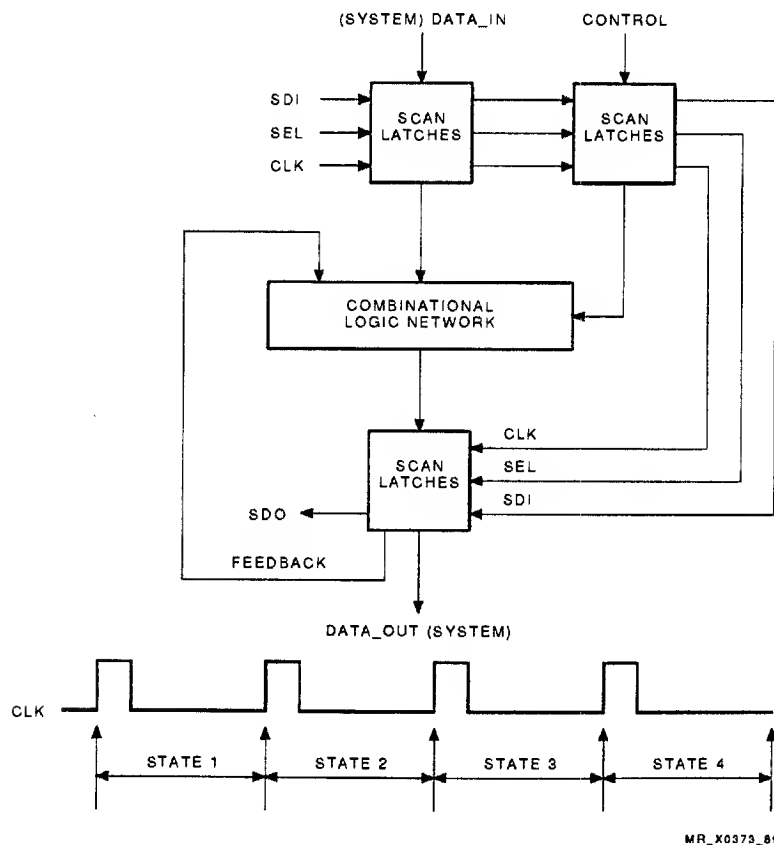 (SYSTEM) DATA_IN
CONTROL
SDI
SEL
CLK
SCAN
LATCHES
SCAN
LATCHES
COMBINATIONAL
LOGIC NETWORK
SCAN
LATCHES
CLK
SEL
SDI
SDO
FEEDBACK
DATA_OUT (SYSTEM)
CLK
STATE 1
STATE 2
STATE 3
STATE 4